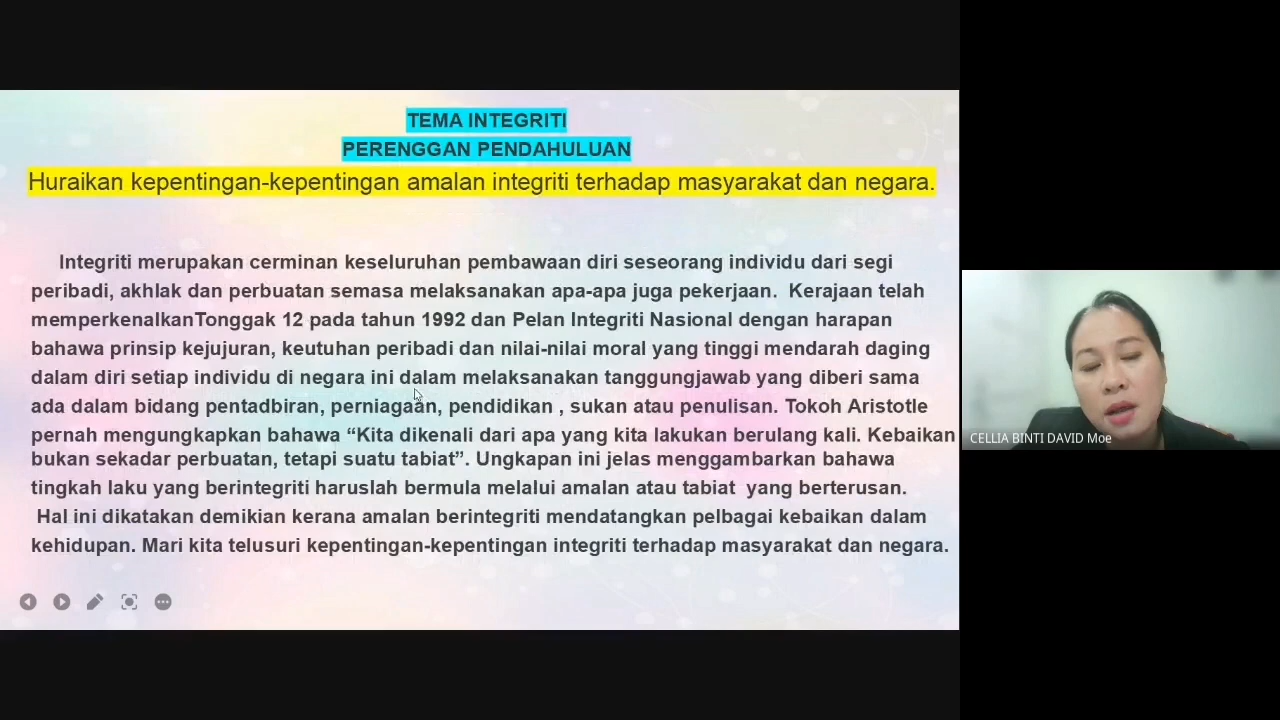 TEMA INTEGRITI
PERENGGAN PENDAHULUAN
Huraikan kepentingan-kepentingan amalan integriti terhadap masyarakat dan negara.
Integriti merupakan cerminan keseluruhan pembawaan diri seseorang individu dari segi
peribadi, akhlak dan perbuatan semasa melaksanakan apa-apa juga pekerjaan.  Kerajaan telah
memperkenalkanTonggak 12 pada tahun 1992 dan Pelan Integriti Nasional dengan harapan
bahawa prinsip kejujuran, keutuhan peribadi dan nilai-nilai moral yang tinggi mendarah daging
dalam diri setiap individu di negara ini dalam melaksanakan tanggungjawab yang diberi sama
ada dalam bidang pentadbiran, perniagaan, pendidikan , sukan atau penulisan. Tokoh Aristotle
pernah mengungkapkan bahawa “Kita dikenali dari apa yang kita lakukan berulang kali. Kebaikan
bukan sekadar perbuatan, tetapi suatu tabiat”. Ungkapan ini jelas menggambarkan bahawa
tingkah laku yang berintegriti haruslah bermula melalui amalan atau tabiat  yang berterusan.
Hal ini dikatakan demikian kerana amalan berintegriti mendatangkan pelbagai kebaikan dalam
kehidupan. Mari kita telusuri kepentingan-kepentingan integriti terhadap masyarakat dan negara.
CELLIA BINTI DAVID Moe